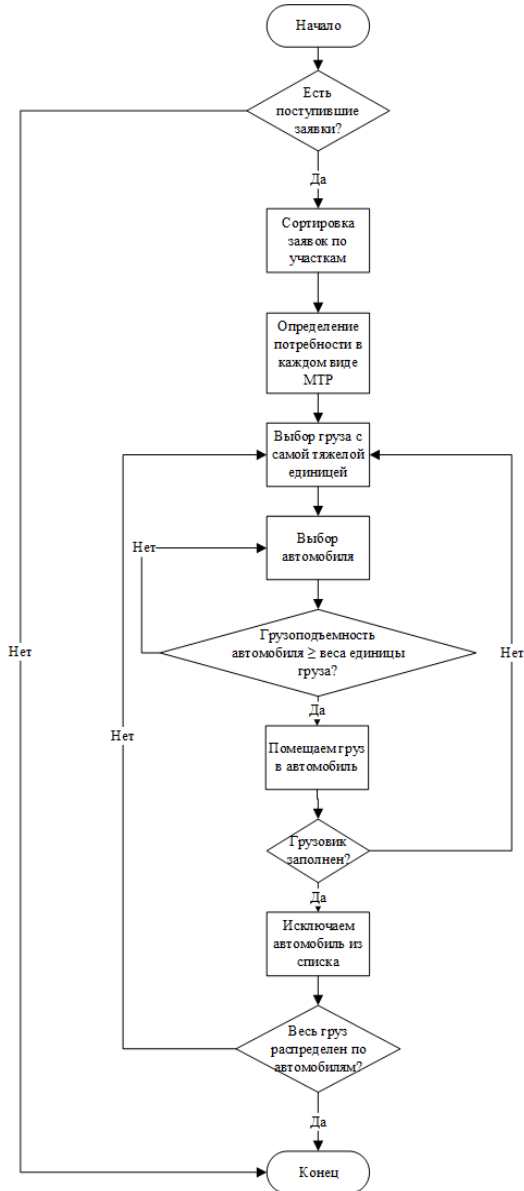 Начало
Есть
поступившие
заявки?
Да
Сортировка
заявок по
участкам
Определение
потребности в
каждом виде
МТР
Выбор груза с
самой тяжелой
единицей
Нет
Выбор
автомобиля
Нет
Грузоподъемность
автомобиля ≥ веса единицы
груза?
Нет
Да
Нет
Помещаем груз
в автомобиль
Грузовик
заполнен?
Да
Исключаем
автомобиль из
списка
Весь груз
распределен по
автомобилям?
Да
Конец